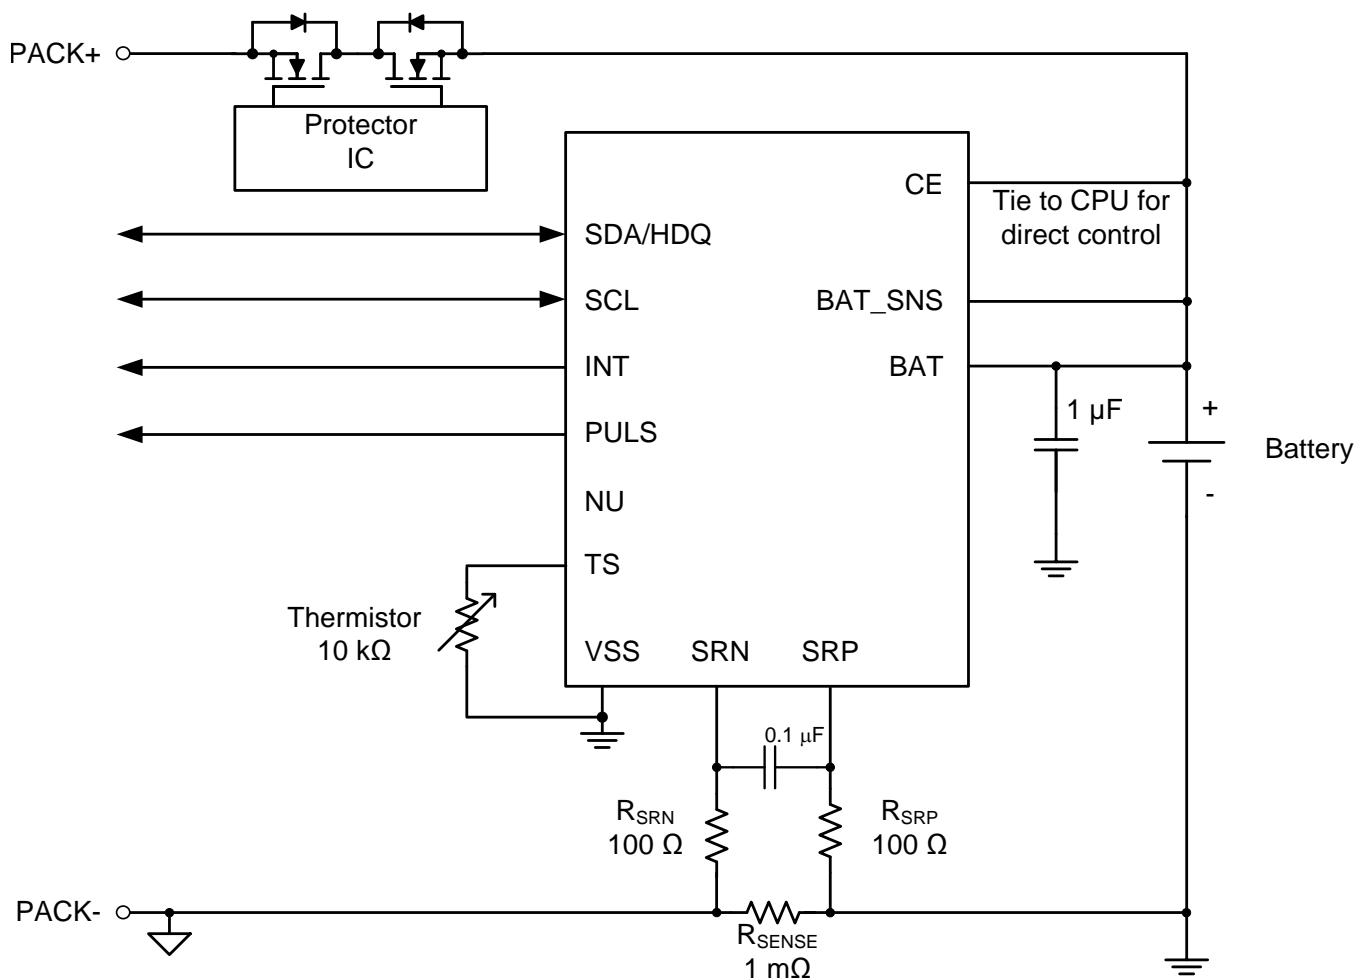 PACK+
Protector
IC
CE
Tie to CPU for
direct control
SDA/HDQ
SCL
BAT_SNS
INT
BAT
1 µF
+
PULS
Battery
-
NU
TS
Thermistor
10 kΩ
VSS
SRN
SRP
0.1 µF
RSRN
100 Ω
RSRP
100 Ω
PACK-
RSENSE
1 mΩ